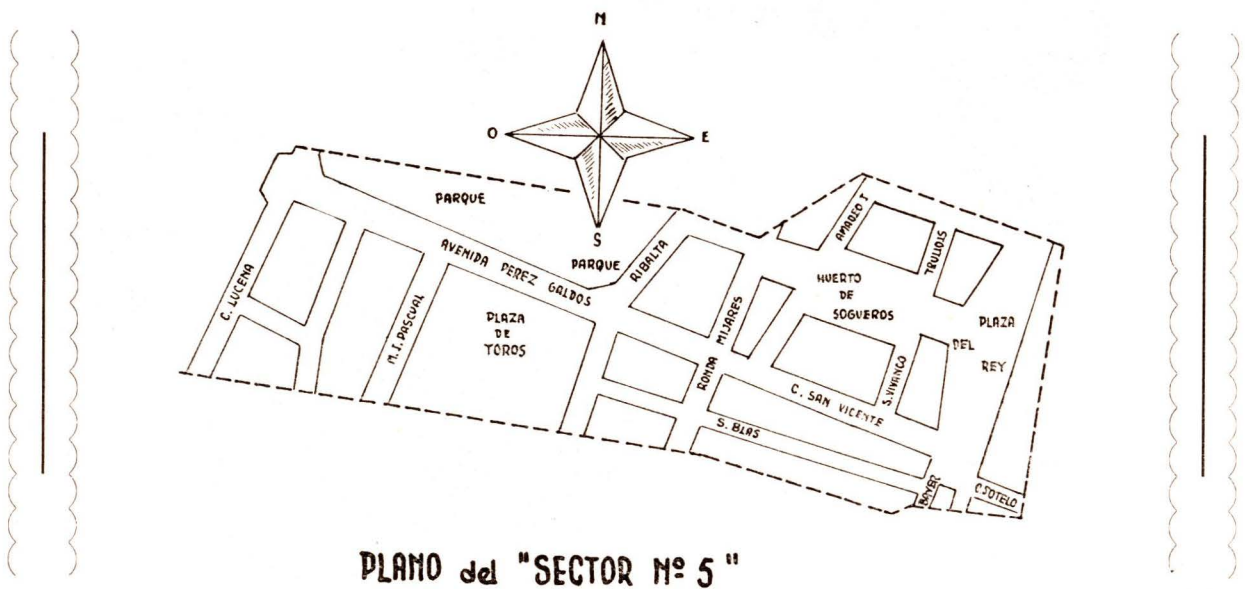 N
O
E
S
PARQUE
PARQUE
AVENIDA PEREZ GALDOS
RIBALTA
C. LUCENA
M. J. PASCUAL
PLAZA
DE
TOROS
RONDA MIJARES
AMADEO I
TRULLOLS
HUERTO
DE
SOGUEROS
PLAZA
DEL
REY
S. VIVANCO
C. SAN VICENTE
S. BLAS
BAYER
C. SOTELO
PLANO del "SECTOR Nº 5"